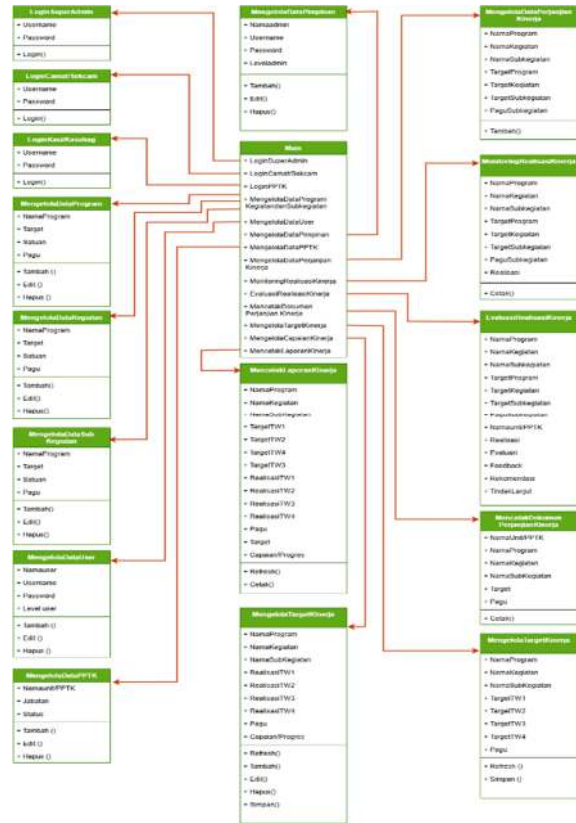 LoginSuperAdmin
+ Username
+ Password
+ Login()
LoginCamat/Sekcam
+ Username
+ Password
+ Login()
LoginKasi/Kasubag
+ Username
+ Password
+ Login()
MengelolaDataProgram
+ NamaProgram
+ Target
+ Satuan
+ Pagu
+ Tambah ()
+ Edit ()
+ Hapus ()
MengelolaDataKegiatan
+ NamaProgram
+ Target
+ Satuan
+ Pagu
+ Tambah()
+ Edit()
+ Hapus()
MengelolaDataSub
Kegiatan
+ NamaProgram
+ Target
+ Satuan
+ Pagu
+ Tambah()
+ Edit()
+ Hapus()
MengelolaDataUser
+ Namauser
+ Username
+ Password
+ Level user
+ Tambah ()
+ Edit ()
+ Hapus ()
MengelolaDataPPTK
+ Namaunit/PPTK
+ Jabatan
+ Status
+ Tambah ()
+ Edit ()
+ Hapus ()
MengelolaDataPimpinan
+ Namaadmin
+ Username
+ Password
+ Leveladmin
+ Tambah()
+ Edit()
+ Hapus()
Main
+ LoginSuperAdmin
+ LoginCamat/Sekcam
+ LoginPPTK
+ MengelolaDataProgram
KegiatandanSubkegiatan
+ MengelolaDataUser
+ MengelolaDataPimpinan
+ MengelolaDataPPTK
+ MengelolaDataPerjanjian
Kinerja
+ MonitoringRealisasiKinerja
+ EvaluasiRealisasiKinerja
+ MencetakDokumen
Perjanjian Kinerja
+ MengelolaTargetKinerja
+ MengelolaCapaianKinerja
+ MencetakLaporanKinerja
MencetakLaporanKinerja
+ NamaProgram
+ NamaKegiatan
+ NamaSubKegiatan
+ TargetTW1
+ TargetTW2
+ TargetTW4
+ TargetTW3
+ RealisasiTW1
+ RealisasiTW2
+ RealisasiTW3
+ RealisasiTW4
+ Pagu
+ Target
+ Capaian/Progres
+ Refresh()
+ Cetak()
MengelolaTargetKinerja
+ NamaProgram
+ NamaKegiatan
+ NamaSubKegiatan
+ RealisasiTW1
+ RealisasiTW2
+ RealisasiTW3
+ RealisasiTW4
+ Pagu
+ Capaian/Progres
+ Refresh()
+ Tambah()
+ Edit()
+ Hapus()
+ Simpan()
MengelolaDataPerjanjian
Kinerja
+ NamaProgram
+ NamaKegiatan
+ NamaSubkegiatan
+ TargetProgram
+ TargetKegiatan
+ TargetSubkegiatan
+ PaguSubkegiatan
+ Tambah()
MonitoringRealisasiKinerja
+ NamaProgram
+ NamaKegiatan
+ NamaSubkegiatan
+ TargetProgram
+ TargetKegiatan
+ TargetSubkegiatan
+ PaguSubkegiatan
+ Realisasi
+ Cetak()
EvaluasiRealisasiKinerja
+ NamaProgram
+ NamaKegiatan
+ NamaSubkegiatan
+ TargetProgram
+ TargetKegiatan
+ TargetSubkegiatan
+ PaguSubkegiatan
+ Namaunit/PPTK
+ Realisasi
+ Evaluasi
+ Feedback
+ Rekomendasi
+ TindakLanjut
MencetakDokumen
PerjanjianKinerja
+ NamaUnit/PPTK
+ NamaProgram
+ NamaKegiatan
+ NamaSubKegiatan
+ Target
+ Pagu
+ Cetak()
MengelolaTargetKinerja
+ NamaProgram
+ NamaKegiatan
+ NamaSubKegiatan
+ TargetTW1
+ TargetTW2
+ TargetTW3
+ TargetTW4
+ Pagu
+ Refresh ()
+ Simpan ()